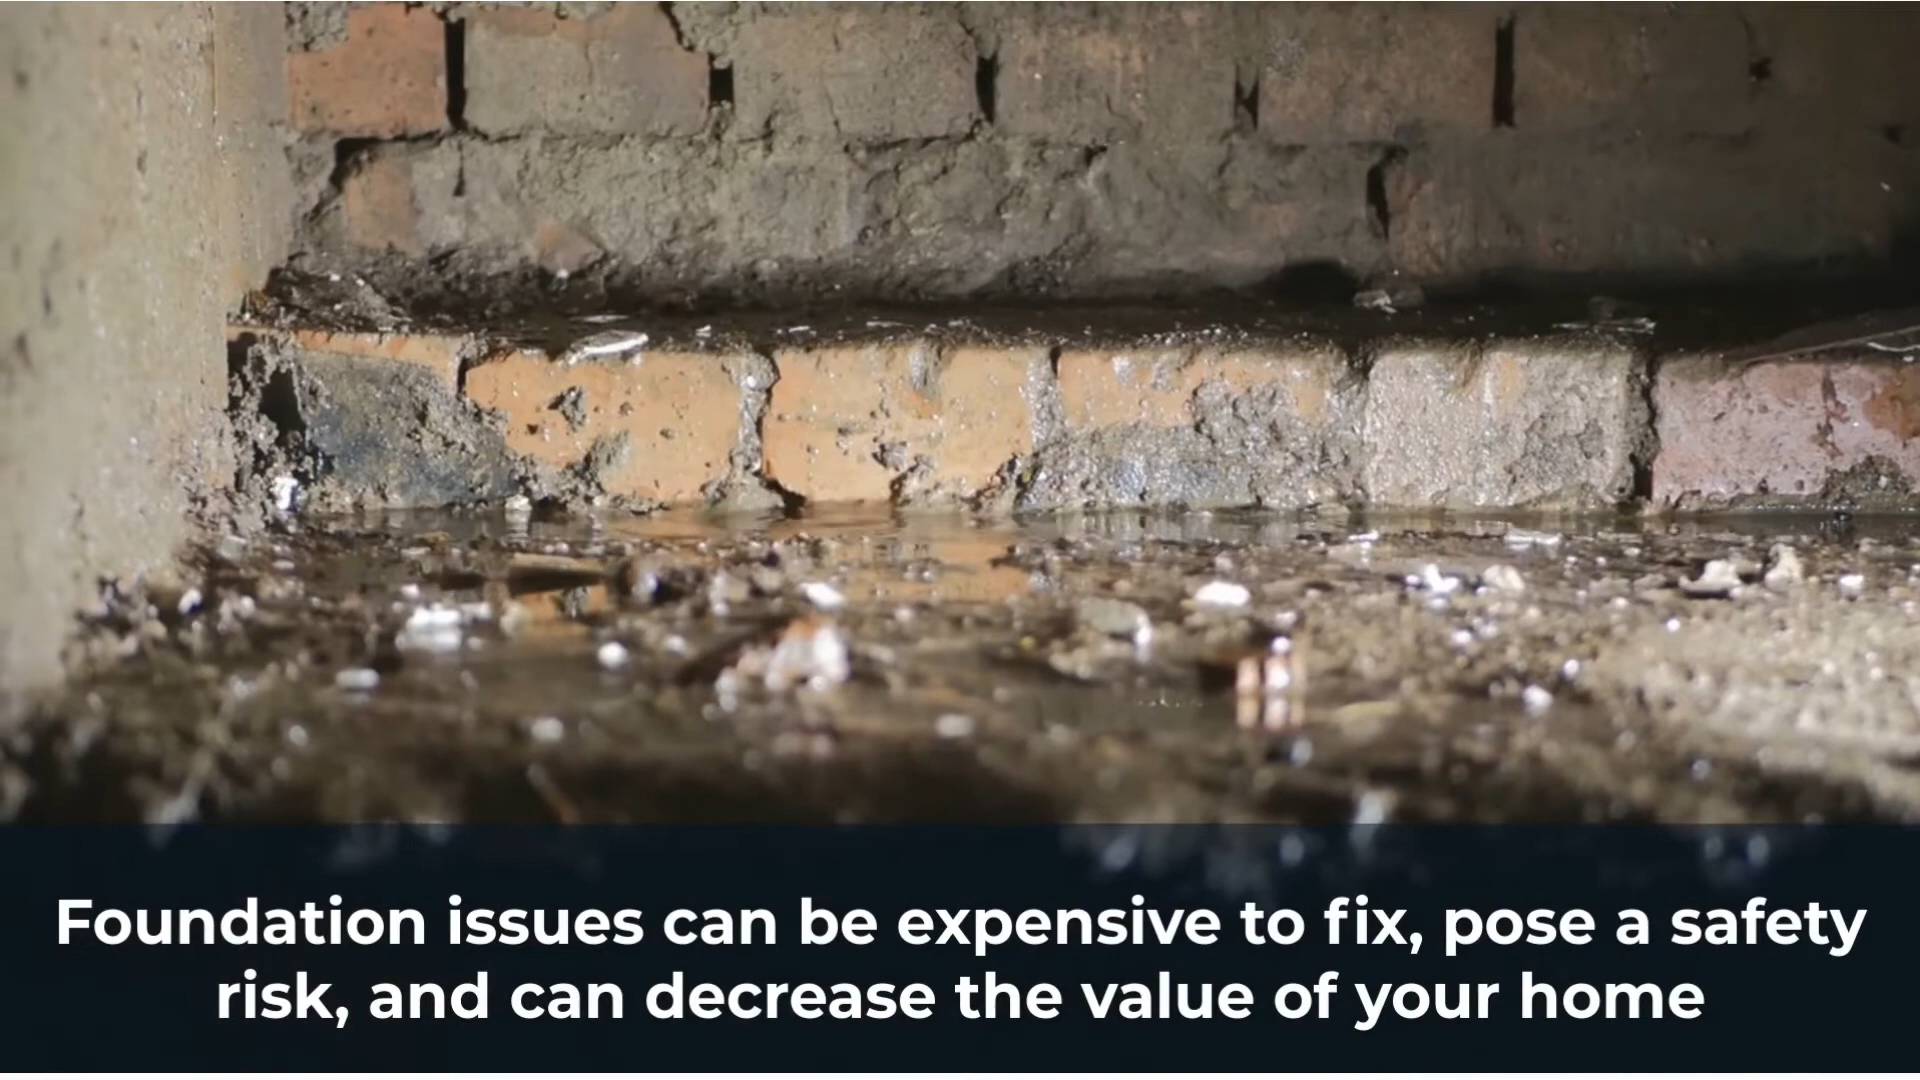 Foundation issues can be expensive to fix, pose a safety
risk, and can decrease the value of your home